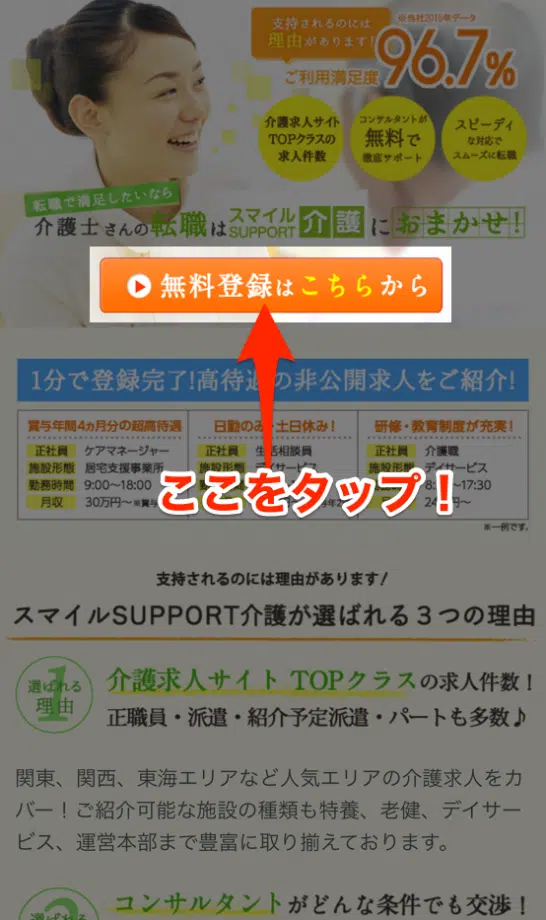 支持されるのには
理由があります!
※当社2016年データ
ご利用満足度 96.7%
介護求人サイト
TOPクラスの
求人件数
コンサルタントが
無料で
徹底サポート
スピーディ
な対応で
スムーズに転職
転職で満足したいなら
介護士さんの転職はスマイルSUPPORT介護におまかせ!
無料登録はこちらから
1分で登録完了!高待遇の非公開求人をご紹介!
賞与年間4ヵ月分の超高待遇
正社員 ケアマネージャー
施設形態 居宅支援事業所
勤務時間 9:00〜18:00
月収 30万円〜※賞与
日勤のみ・土日休み!
正社員 生活相談員
施設形態 デイサービス
研修・教育制度が充実!
正社員 介護職
施設形態 デイサービス
8: 〜17:30
24 〜
ここをタップ!
※一例です。
支持されるのには理由があります!
スマイルSUPPORT介護が選ばれる3つの理由
選ばれる
理由
1
介護求人サイト TOPクラスの求人件数!
正職員・派遣・紹介予定派遣・パートも多数♪
関東、関西、東海エリアなど人気エリアの介護求人をカ
バー！ご紹介可能な施設の種類も特養、老健、デイサー
ビス、運営本部まで豊富に取り揃えております。
選ばれる
コンサルタントがどんな条件でも交渉!